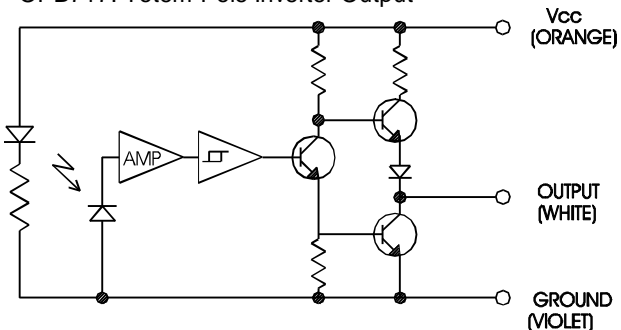 Totem-Pole Inverter Output
Vcc
(ORANGE)
AMP
OUTPUT
(WHITE)
GROUND
(VIOLET)